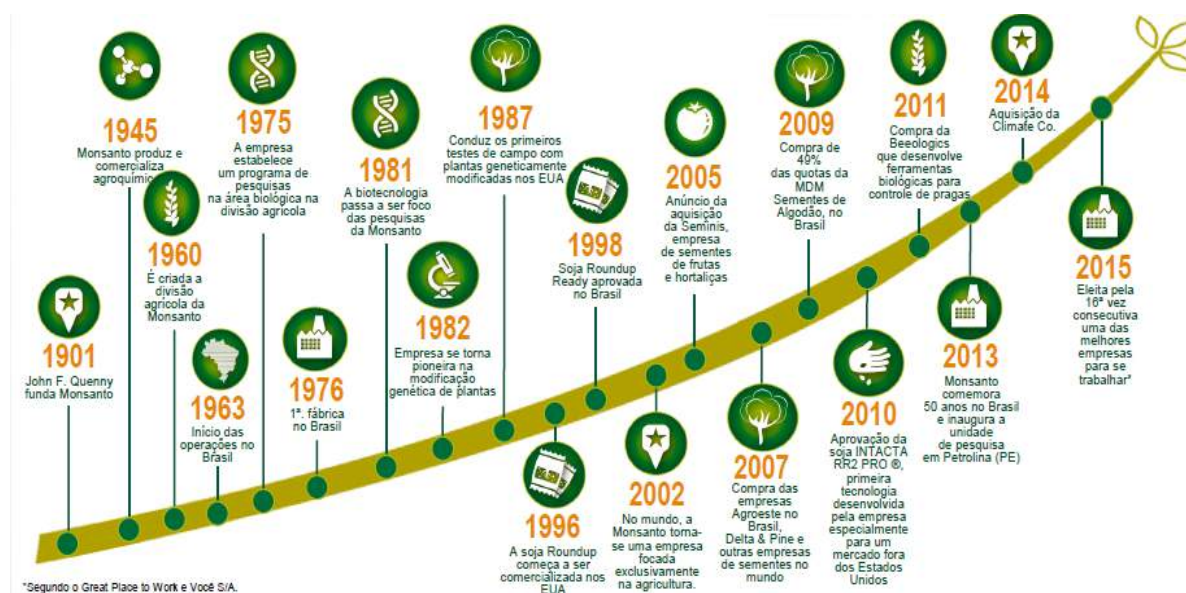 1901
John F. Quenny
funda Monsanto
1945
Monsanto produz e
comercializa
agroquímico
1960
É criada a
divisão
agrícola da
Monsanto
1963
Início das
operações no
Brasil
1975
A empresa
estabelece
um programa de
pesquisas
na área biológica na
divisão agrícola
1976
1ª. fábrica
no Brasil
1981
A biotecnologia
passa a ser foco
das pesquisas
da Monsanto
1982
Empresa se torna
pioneira na
modificação
genética de plantas
1987
Conduz os primeiros
testes de campo com
plantas geneticamente
modificadas nos EUA
1996
A soja Roundup
começa a ser
comercializada nos
EUA
1998
Soja Roundup
Ready aprovada
no Brasil
2002
No mundo, a
Monsanto torna-
se uma empresa
focada
exclusivamente
na agricultura.
2005
Anúncio da
aquisição
da Seminis,
empresa
de sementes
de frutas
e hortaliças
2007
Compra das
empresas
Agroeste no
Brasil,
Delta & Pine e
outras empresas
de sementes no
mundo
2009
Compra de
49%
das quotas da
MDM
Sementes de
Algodão, no
Brasil
2010
Aprovação da
soja INTACTA
RR2 PRO ®,
primeira
tecnologia
desenvolvida
pela empresa
especialmente
para um
mercado fora
dos Estados
Unidos
2011
Compra da
Beeologics
que desenvolve
ferramentas
biológicas para
controle de pragas
2013
Monsanto
comemora
50 anos no Brasil
e inaugura a
unidade
de pesquisa
em Petrolina (PE)
2014
Aquisição da
Climate Co.
2015
Eleita pela
16ª vez
consecutiva
uma das
melhores
empresas
para se
trabalhar*
*Segundo o Great Place to Work e Você S/A.